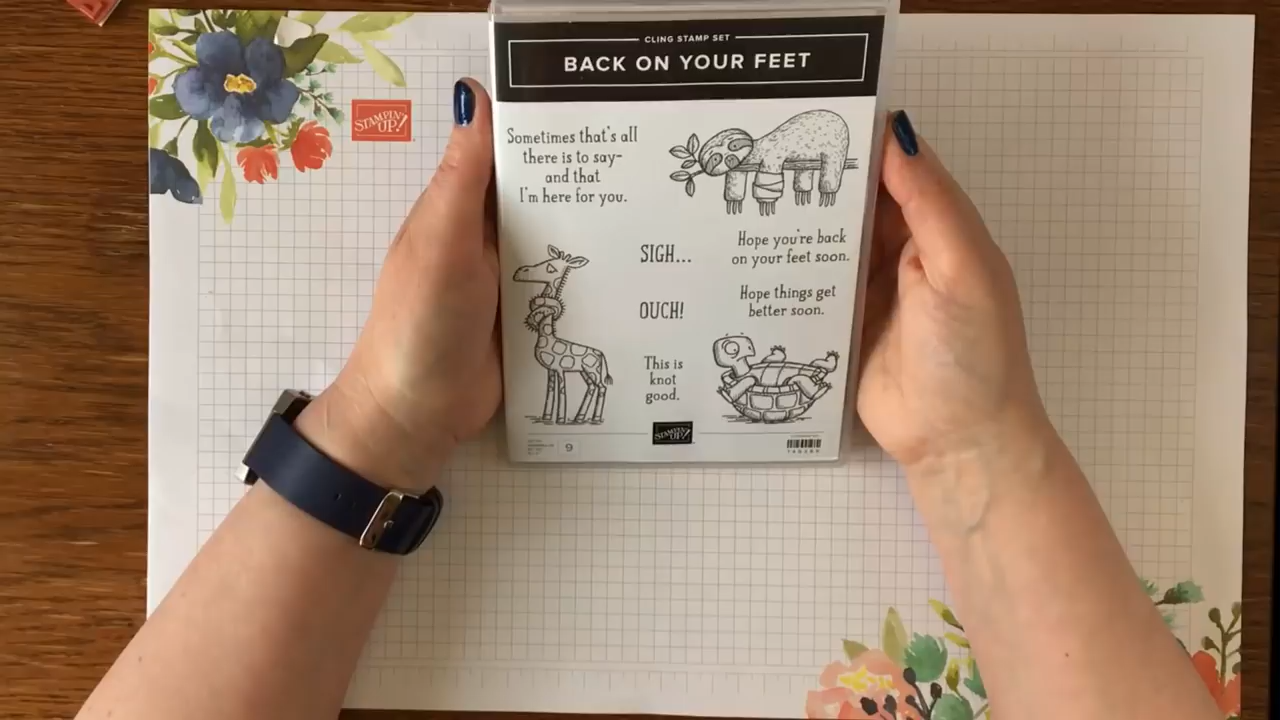 CLING STAMP SET
BACK ON YOUR FEET
STAMPIN' UP!
Sometimes that's all
there is to say–
and that
I'm here for you.
SIGH...
Hope you're back
on your feet soon.
OUCH!
Hope things get
better soon.
This is
knot
good.
STAMPIN' UP!
9